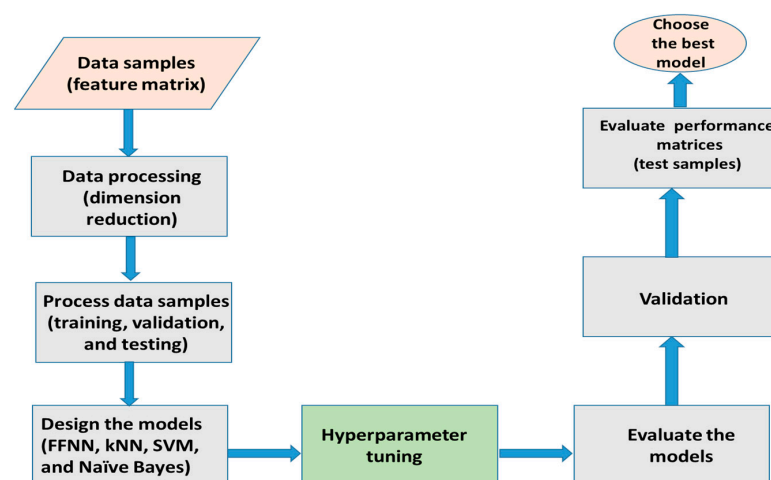 Data samples
(feature matrix)
Data processing
(dimension
reduction)
Process data samples
(training, validation,
and testing)
Design the models
(FFNN, kNN, SVM,
and Naïve Bayes)
Hyperparameter
tuning
Evaluate the
models
Validation
Evaluate performance
matrices
(test samples)
Choose
the best
model